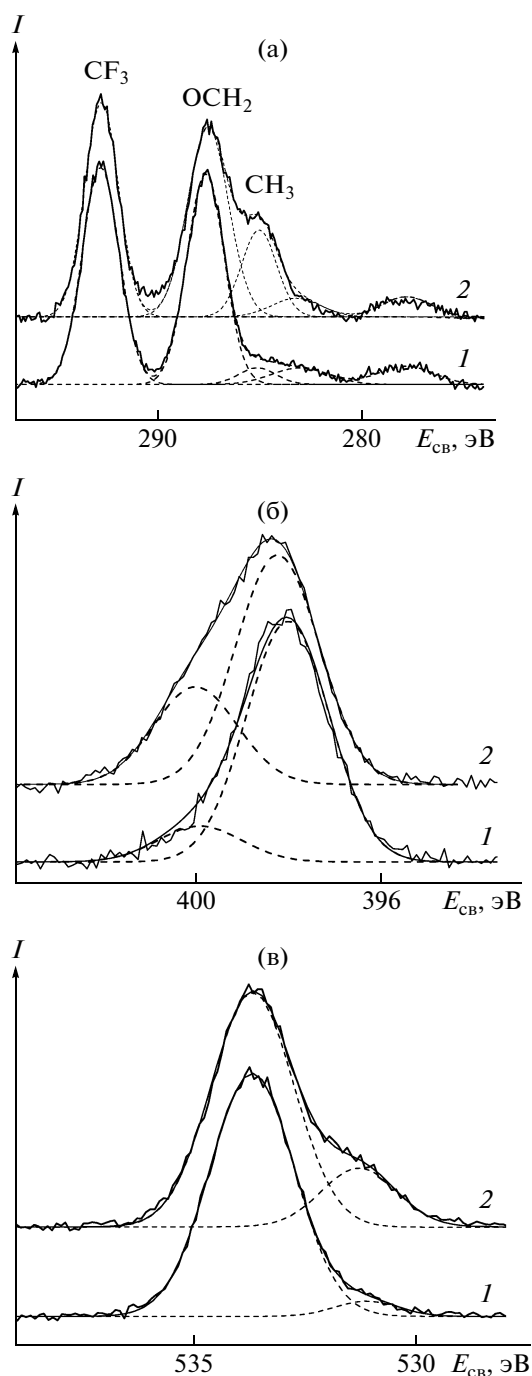 I
(а)
CF₃
OCH₂
CH₃
2
1
290 280 Eсв, эВ
I
(б)
2
1
400 396 Eсв, эВ
I
(в)
2
1
535 530 Eсв, эВ